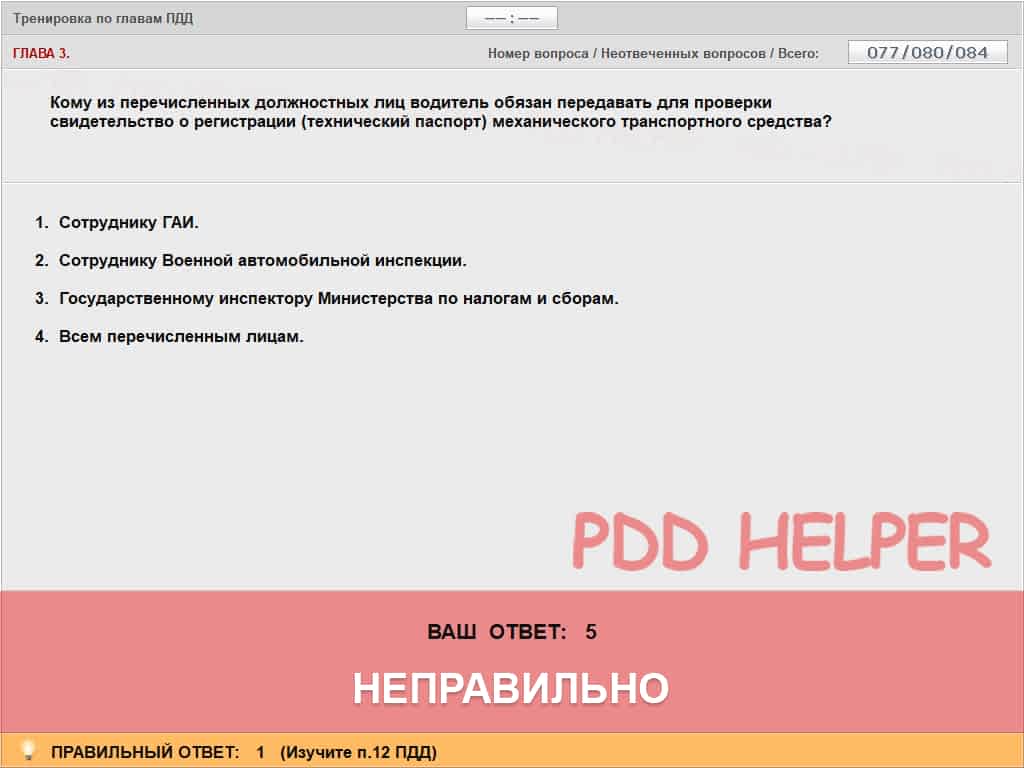 Тренировка по главам ПДД
—— : ——
ГЛАВА 3.
Номер вопроса / Неотвеченных вопросов / Всего:
077/080/084
Кому из перечисленных должностных лиц водитель обязан передавать для проверки
свидетельство о регистрации (технический паспорт) механического транспортного средства?
1. Сотруднику ГАИ.
2. Сотруднику Военной автомобильной инспекции.
3. Государственному инспектору Министерства по налогам и сборам.
4. Всем перечисленным лицам.
PDD HELPER
ВАШ ОТВЕТ: 5
НЕПРАВИЛЬНО
ПРАВИЛЬНЫЙ ОТВЕТ: 1 (Изучите п.12 ПДД)